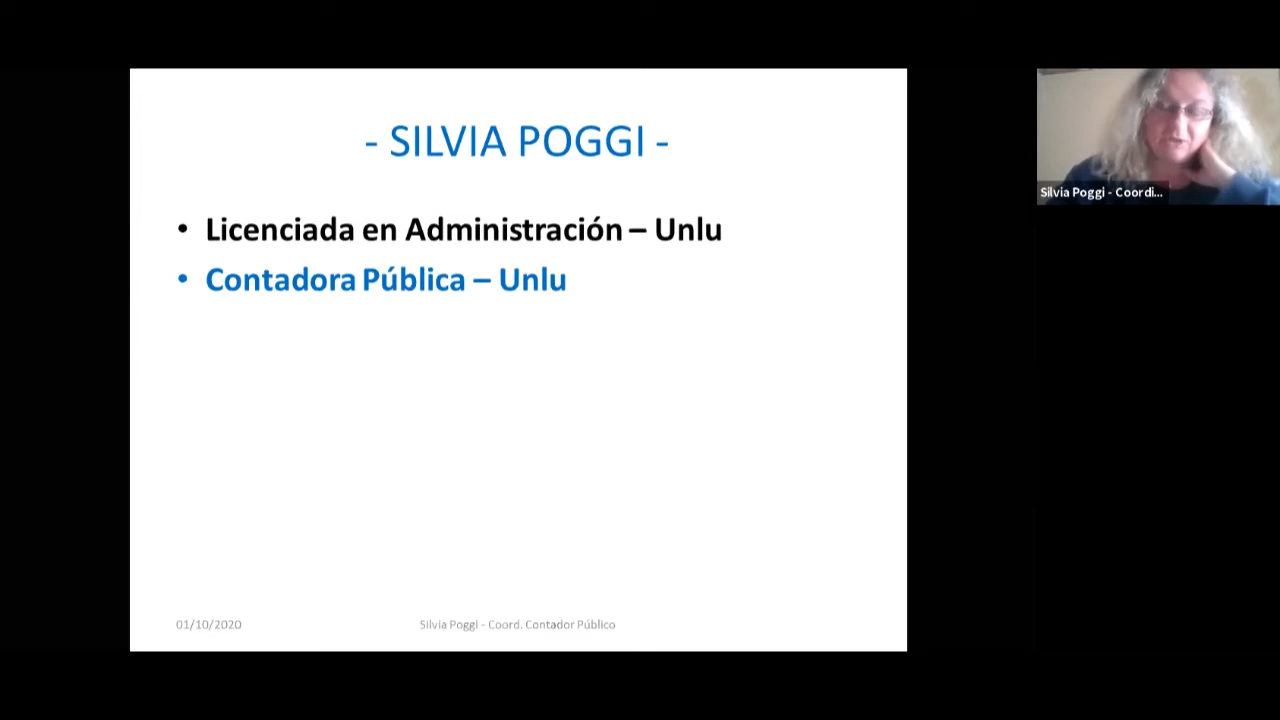 - SILVIA POGGI -
• Licenciada en Administración – Unlu
• Contadora Pública – Unlu
01/10/2020
Silvia Poggi - Coord. Contador Público
Silvia Poggi - Coordi...